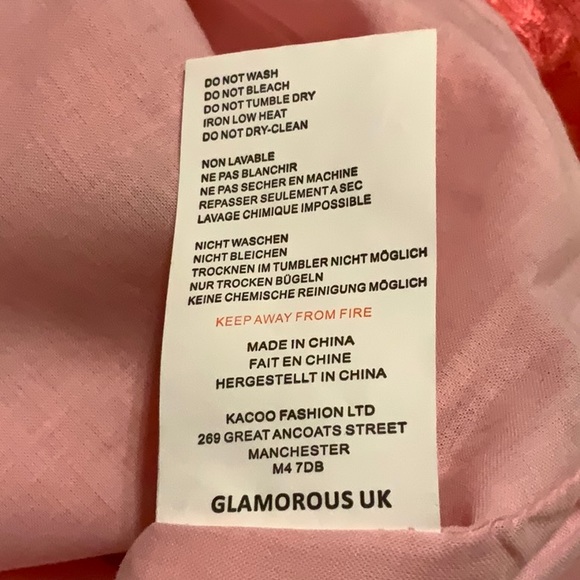 DO NOT WASH
DO NOT BLEACH
DO NOT TUMBLE DRY
IRON LOW HEAT
DO NOT DRY-CLEAN
NON LAVABLE
NE PAS BLANCHIR
NE PAS SECHER EN MACHINE
REPASSER SEULEMENT A SEC
LAVAGE CHIMIQUE IMPOSSIBLE
NICHT WASCHEN
NICHT BLEICHEN
TROCKNEN IM TUMBLER NICHT MÖGLICH
NUR TROCKEN BÜGELN
KEINE CHEMISCHE REINIGUNG MÖGLICH
KEEP AWAY FROM FIRE
MADE IN CHINA
FAIT EN CHINE
HERGESTELLT IN CHINA
KACOO FASHION LTD
269 GREAT ANCOATS STREET
MANCHESTER
M4 7DB
GLAMOROUS UK